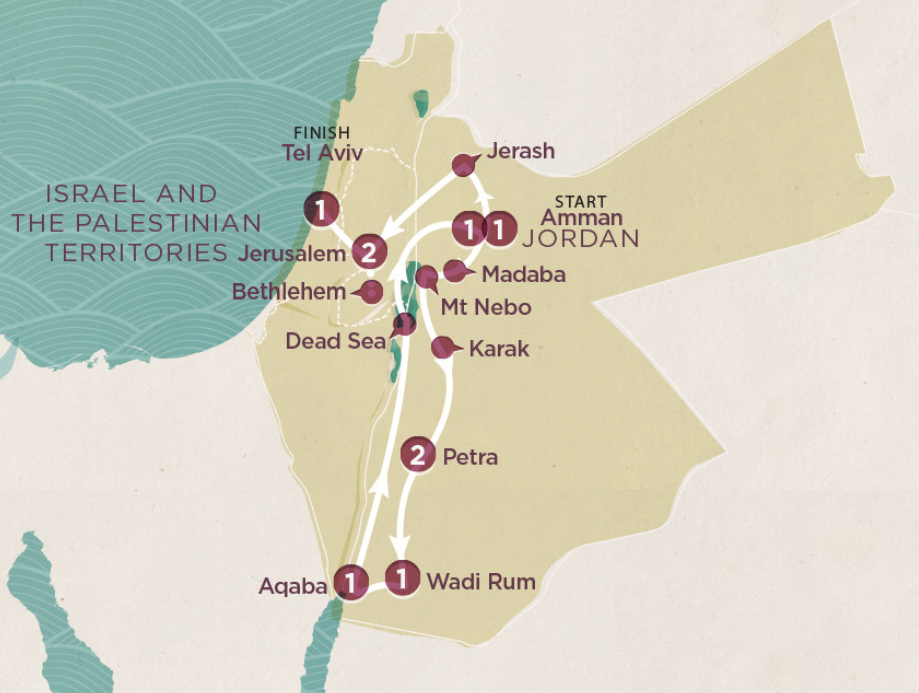 FINISH
Tel Aviv
Jerash
ISRAEL AND
THE PALESTINIAN
TERRITORIES
START
Amman
JORDAN
1
1
1
Jerusalem
2
Madaba
Bethlehem
Mt Nebo
Dead Sea
Karak
2
Petra
Aqaba
1
1
Wadi Rum